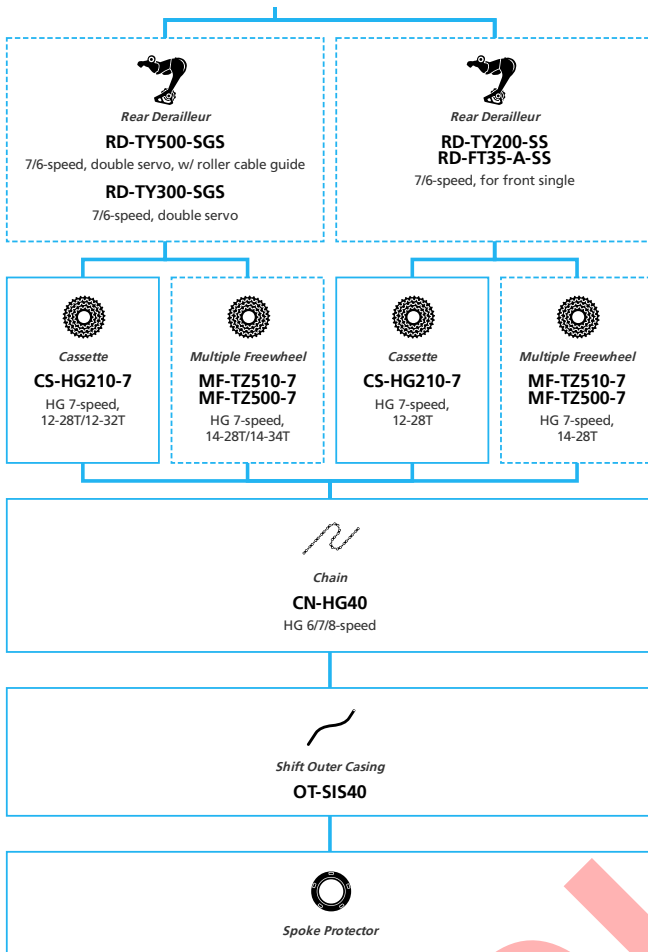 Rear Derailleur
RD-TY500-SGS
7/6-speed, double servo, w/ roller cable guide
RD-TY300-SGS
7/6-speed, double servo
Rear Derailleur
RD-TY200-SS
RD-FT35-A-SS
7/6-speed, for front single
Cassette
CS-HG210-7
HG 7-speed,
12-28T/12-32T
Multiple Freewheel
MF-TZ510-7
MF-TZ500-7
HG 7-speed,
14-28T/14-34T
Cassette
CS-HG210-7
HG 7-speed,
12-28T
Multiple Freewheel
MF-TZ510-7
MF-TZ500-7
HG 7-speed,
14-28T
Chain
CN-HG40
HG 6/7/8-speed
Shift Outer Casing
OT-SIS40
Spoke Protector